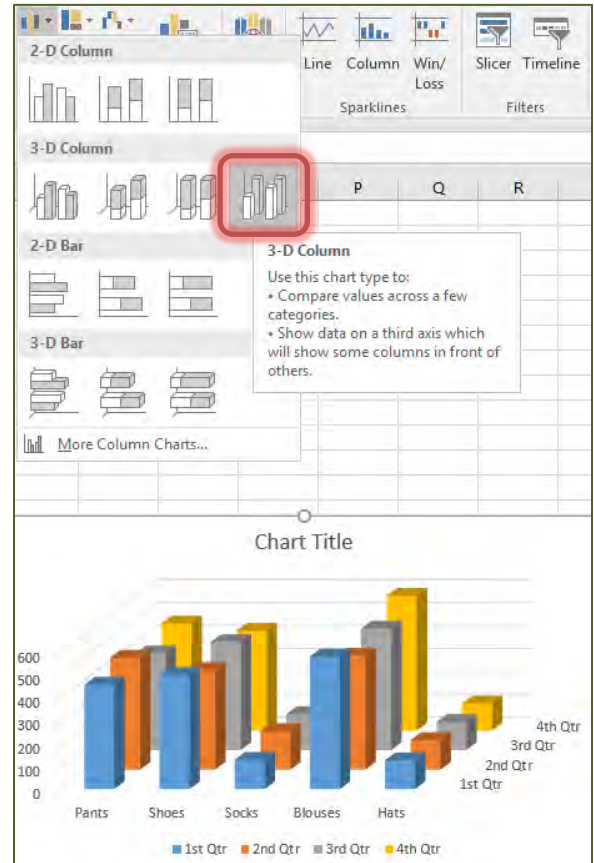 2-D Column
Line Column Win/
Loss
Slicer Timeline
Sparklines
Filters
3-D Column
P Q R
2-D Bar
3-D Column
Use this chart type to:
• Compare values across a few
categories.
• Show data on a third axis which
will show some columns in front of
others.
3-D Bar
More Column Charts...
Chart Title
600
500
400
300
200
100
0
4th Qtr
3rd Qtr
2nd Qtr
1st Qtr
Pants Shoes Socks Blouses Hats
1st Qtr 2nd Qtr 3rd Qtr 4th Qtr